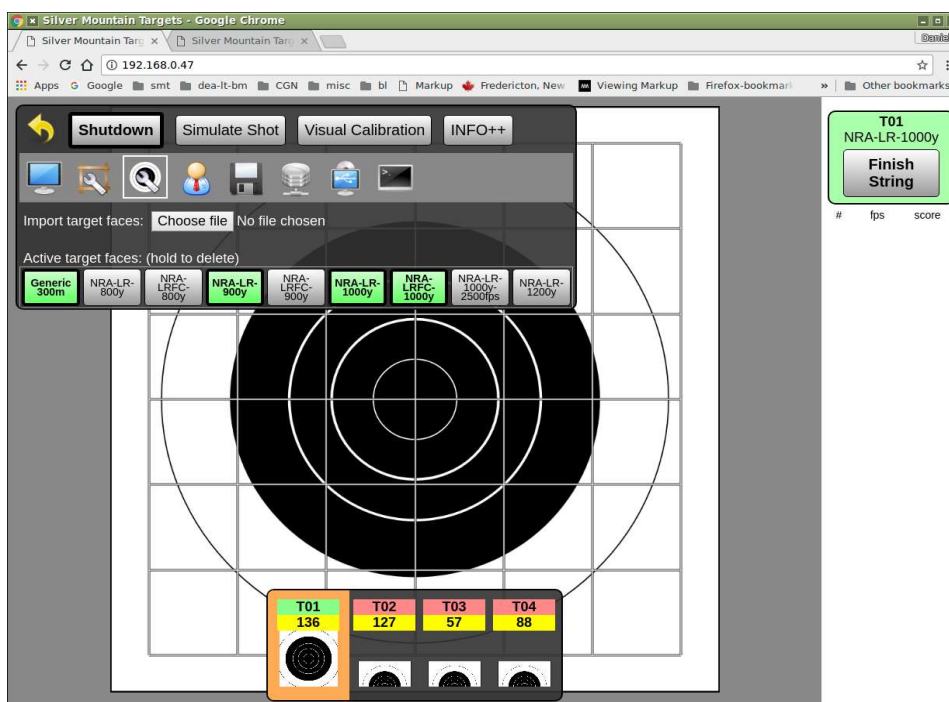 Silver Mountain Targets - Google Chrome
Silver Mountain Targ
Silver Mountain Targ
Daniel
192.168.0.47
Apps Google smt dea-lt-bm CGN misc bl Markup Fredericton, New Viewing Markup Firefox-bookmark » Other bookmarks
Shutdown Simulate Shot Visual Calibration INFO++
Import target faces: Choose file No file chosen
Active target faces: (hold to delete)
Generic 300m
NRA-LR-800y
NRA-LRFC-800y
NRA-LR-900y
NRA-LRFC-900y
NRA-LR-1000y
NRA-LRFC-1000y
NRA-LR-1000y-2500fps
NRA-LR-1200y
T01
NRA-LR-1000y
Finish
String
# fps score
T01 T02 T03 T04
136 127 57 88